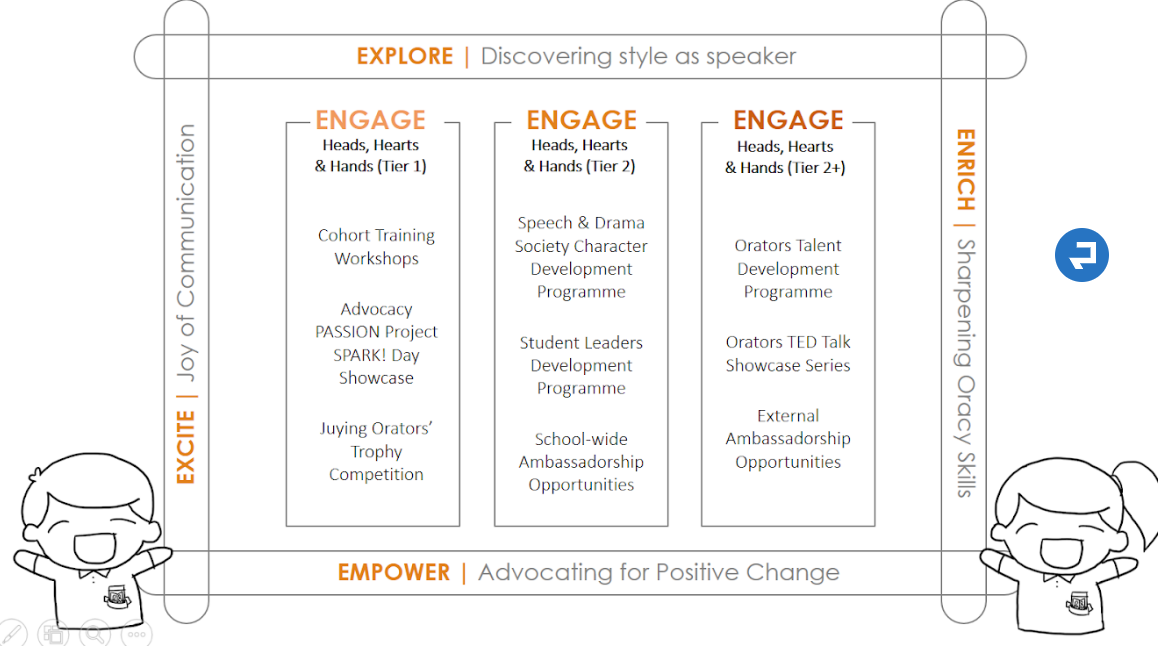 EXPLORE | Discovering style as speaker
EXCITE | Joy of Communication
ENGAGE
Heads, Hearts
& Hands (Tier 1)
Cohort Training
Workshops
Advocacy
PASSION Project
SPARK! Day
Showcase
Juying Orators’
Trophy
Competition
ENGAGE
Heads, Hearts
& Hands (Tier 2)
Speech & Drama
Society Character
Development
Programme
Student Leaders
Development
Programme
School-wide
Ambassadorship
Opportunities
ENGAGE
Heads, Hearts
& Hands (Tier 2+)
Orators Talent
Development
Programme
Orators TED Talk
Showcase Series
External
Ambassadorship
Opportunities
ENRICH | Sharpening Oracy Skills
EMPOWER | Advocating for Positive Change